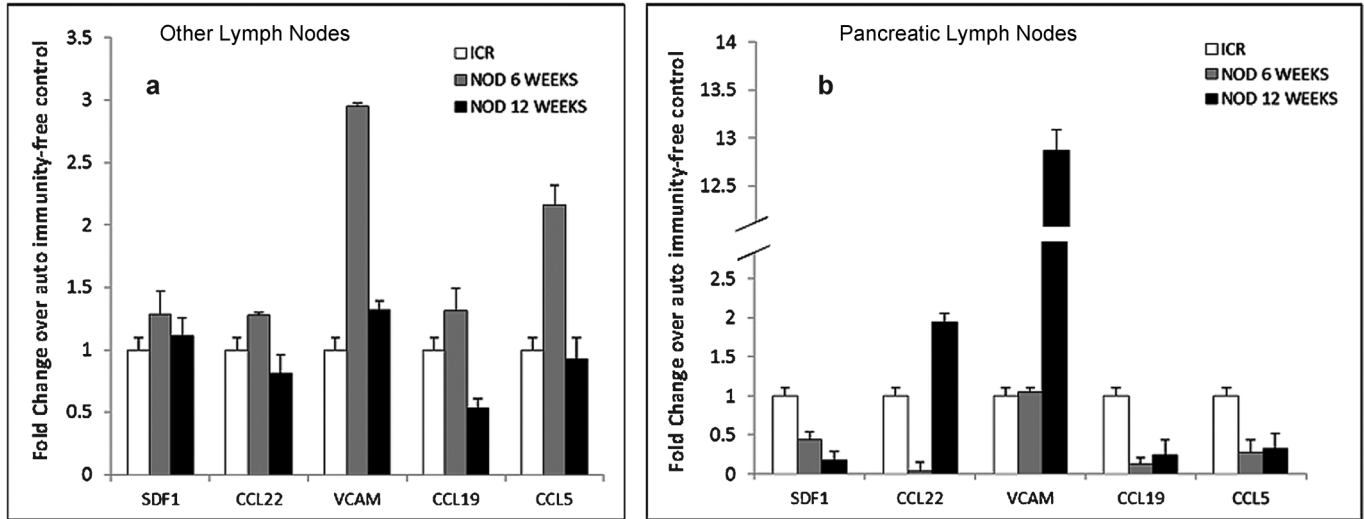 Other Lymph Nodes
a
ICR
NOD 6 WEEKS
NOD 12 WEEKS
Fold Change over auto immunity-free control
3.5
3
2.5
2
1.5
1
0.5
0
SDF1 CCL22 VCAM CCL19 CCL5
Pancreatic Lymph Nodes
b
ICR
NOD 6 WEEKS
NOD 12 WEEKS
Fold Change over auto immunity-free control
14
13.5
13
12.5
2.5
2
1.5
1
0.5
0
SDF1 CCL22 VCAM CCL19 CCL5